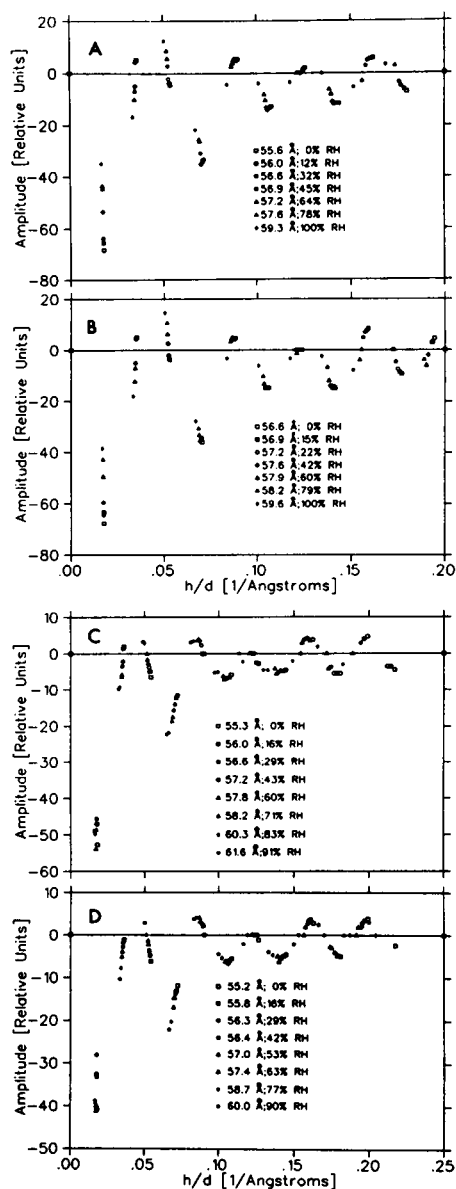 A
Amplitude [Relative Units]
20
0
−20
−40
−60
−80
55.6 Å; 0% RH
56.0 Å;12% RH
56.6 Å;32% RH
56.9 Å;45% RH
57.2 Å;64% RH
57.6 Å;78% RH
59.3 Å;100% RH
B
Amplitude [Relative Units]
20
0
−20
−40
−60
−80
56.6 Å; 0% RH
56.9 Å;15% RH
57.2 Å;22% RH
57.6 Å;42% RH
57.9 Å;60% RH
58.2 Å;79% RH
59.6 Å;100% RH
.00 .05 .10 .15 .20
h/d [1/Angstroms]
C
Amplitude [Relative Units]
10
0
−10
−20
−30
−40
−50
−60
55.3 Å; 0% RH
56.0 Å;16% RH
56.6 Å;29% RH
57.2 Å;43% RH
57.8 Å;60% RH
58.2 Å;71% RH
60.3 Å;83% RH
61.6 Å;91% RH
D
Amplitude [Relative Units]
10
0
−10
−20
−30
−40
−50
55.2 Å; 0% RH
55.8 Å;16% RH
56.3 Å;29% RH
56.4 Å;42% RH
57.0 Å;53% RH
57.4 Å;63% RH
58.7 Å;77% RH
60.0 Å;90% RH
.00 .05 .10 .15 .20 .25
h/d [1/Angstroms]